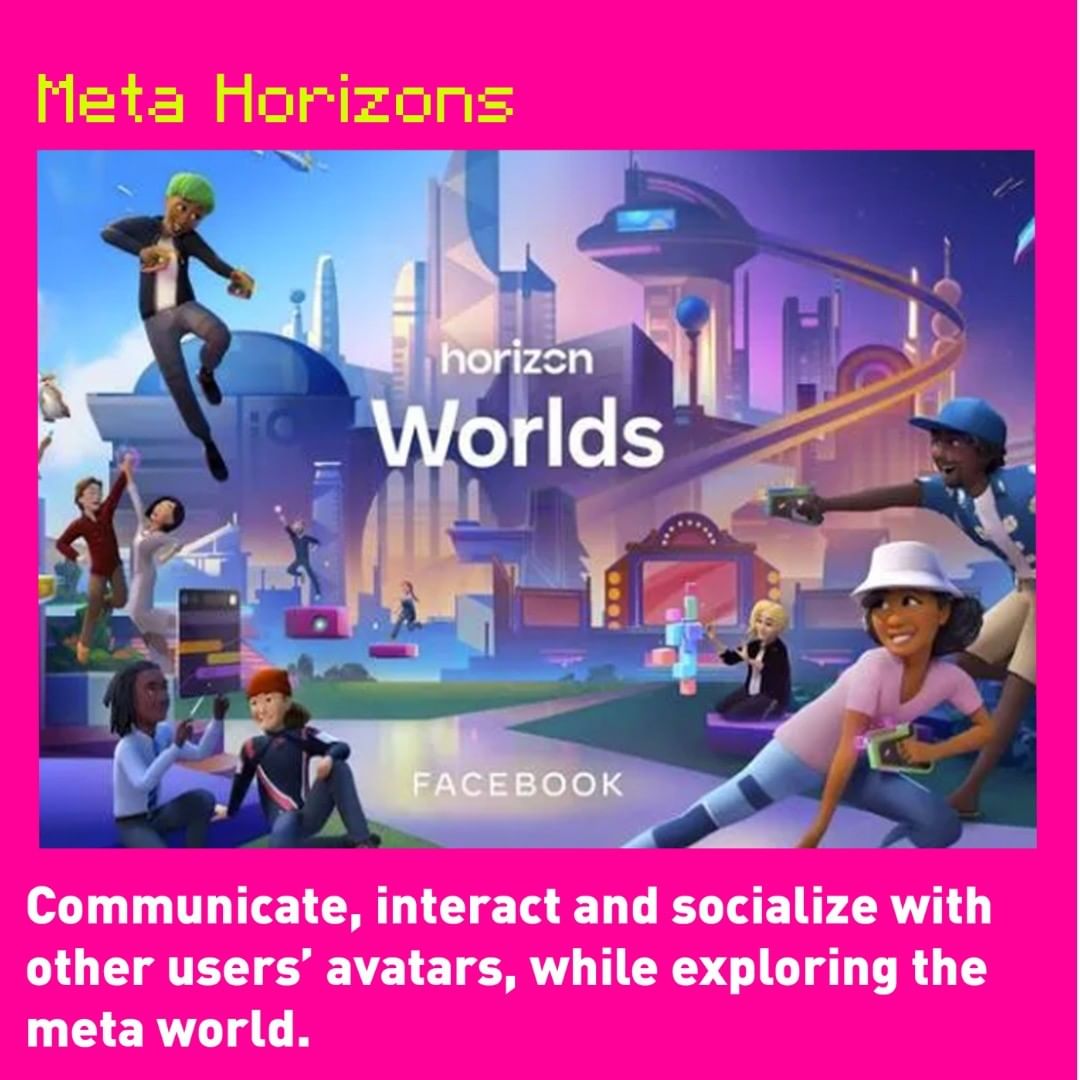 Meta Horizons
horizon
Worlds
FACEBOOK
Communicate, interact and socialize with
other users’ avatars, while exploring the
meta world.